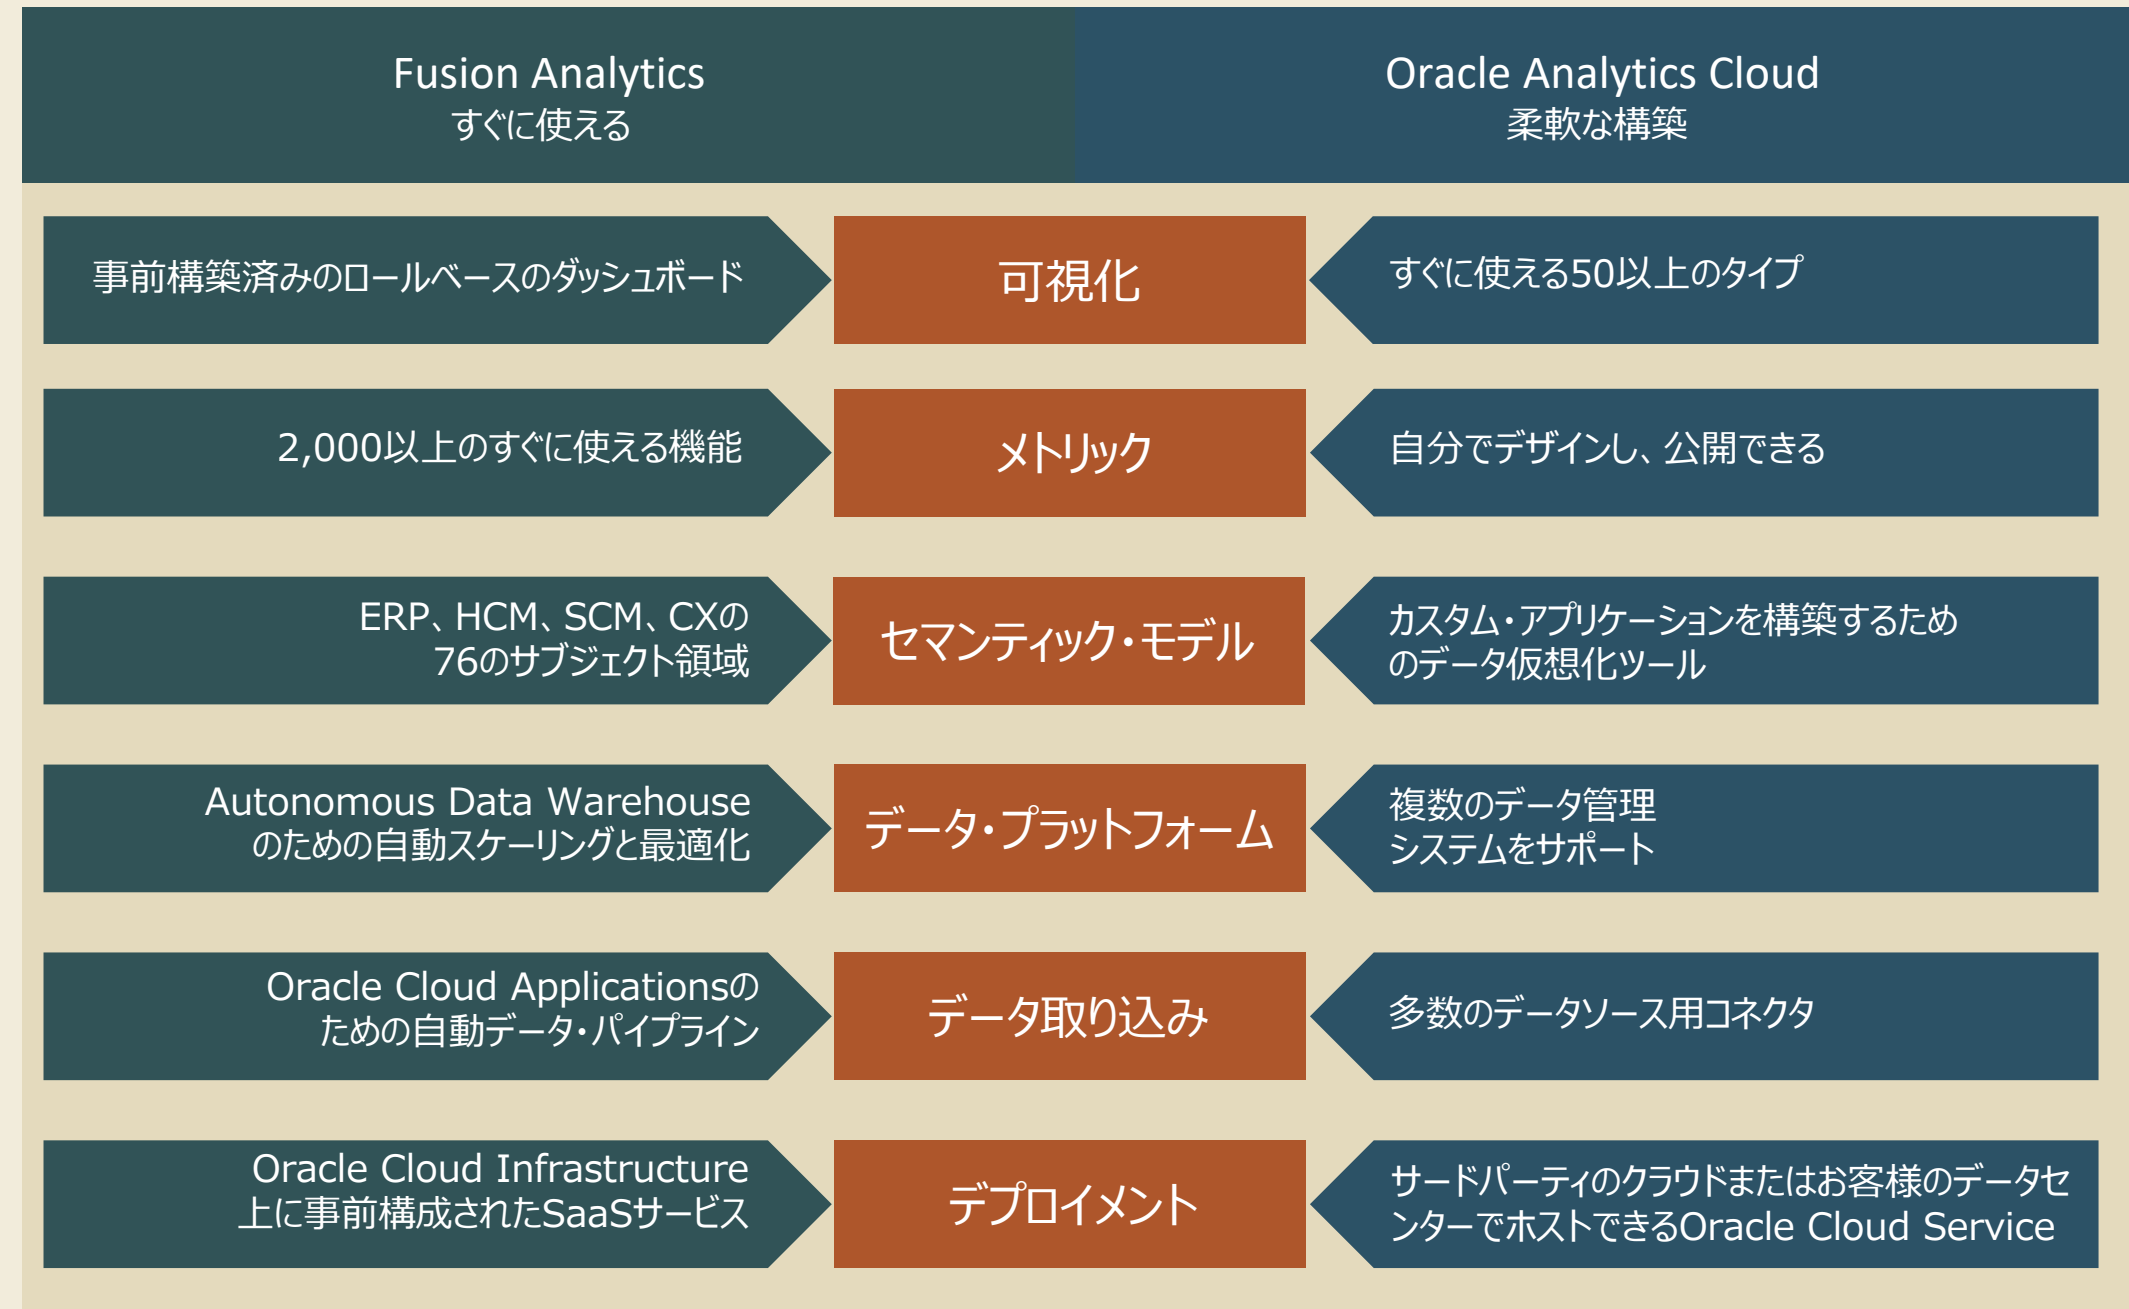 Fusion Analytics
すぐに使える
Oracle Analytics Cloud
柔軟な構築
事前構築済みのロールベースのダッシュボード
可視化
すぐに使える50以上のタイプ
2,000以上のすぐに使える機能
メトリック
自分でデザインし、公開できる
ERP、HCM、SCM、CXの
76のサブジェクト領域
セマンティック・モデル
カスタム・アプリケーションを構築するため
のデータ仮想化ツール
Autonomous Data Warehouse
のための自動スケーリングと最適化
データ・プラットフォーム
複数のデータ管理
システムをサポート
Oracle Cloud Applicationsの
ための自動データ・パイプライン
データ取り込み
多数のデータソース用コネクタ
Oracle Cloud Infrastructure
上に事前構成されたSaaSサービス
デプロイメント
サードパーティのクラウドまたはお客様のデータセ
ンターでホストできるOracle Cloud Service